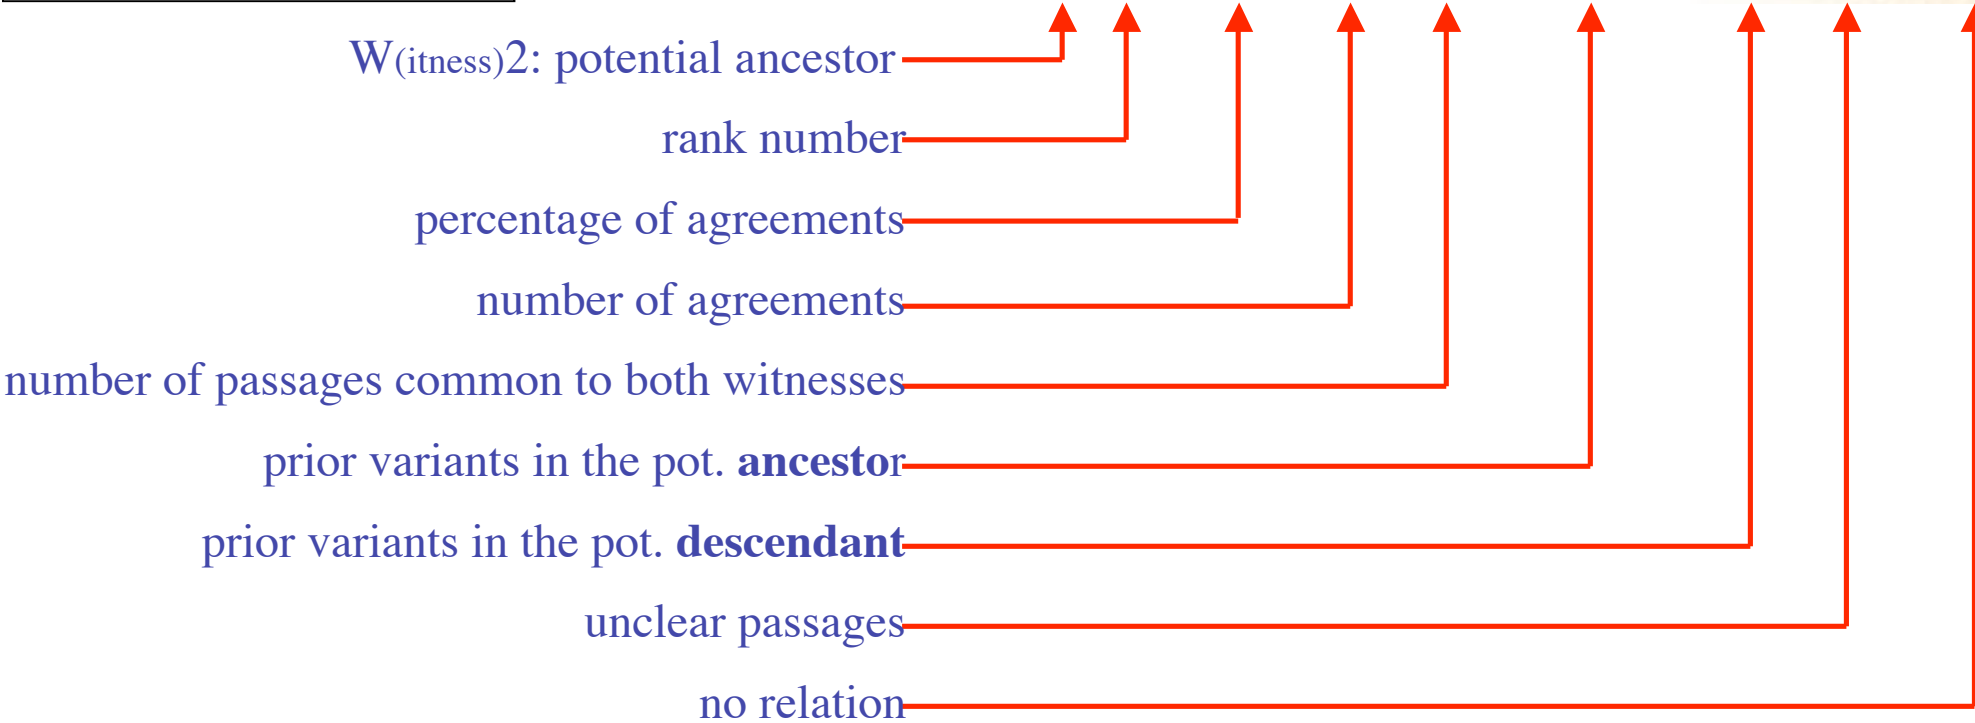 W(itness)2: potential ancestor
rank number
percentage of agreements
number of agreements
number of passages common to both witnesses
prior variants in the pot. ancestor
prior variants in the pot. descendant
unclear passages
no relation